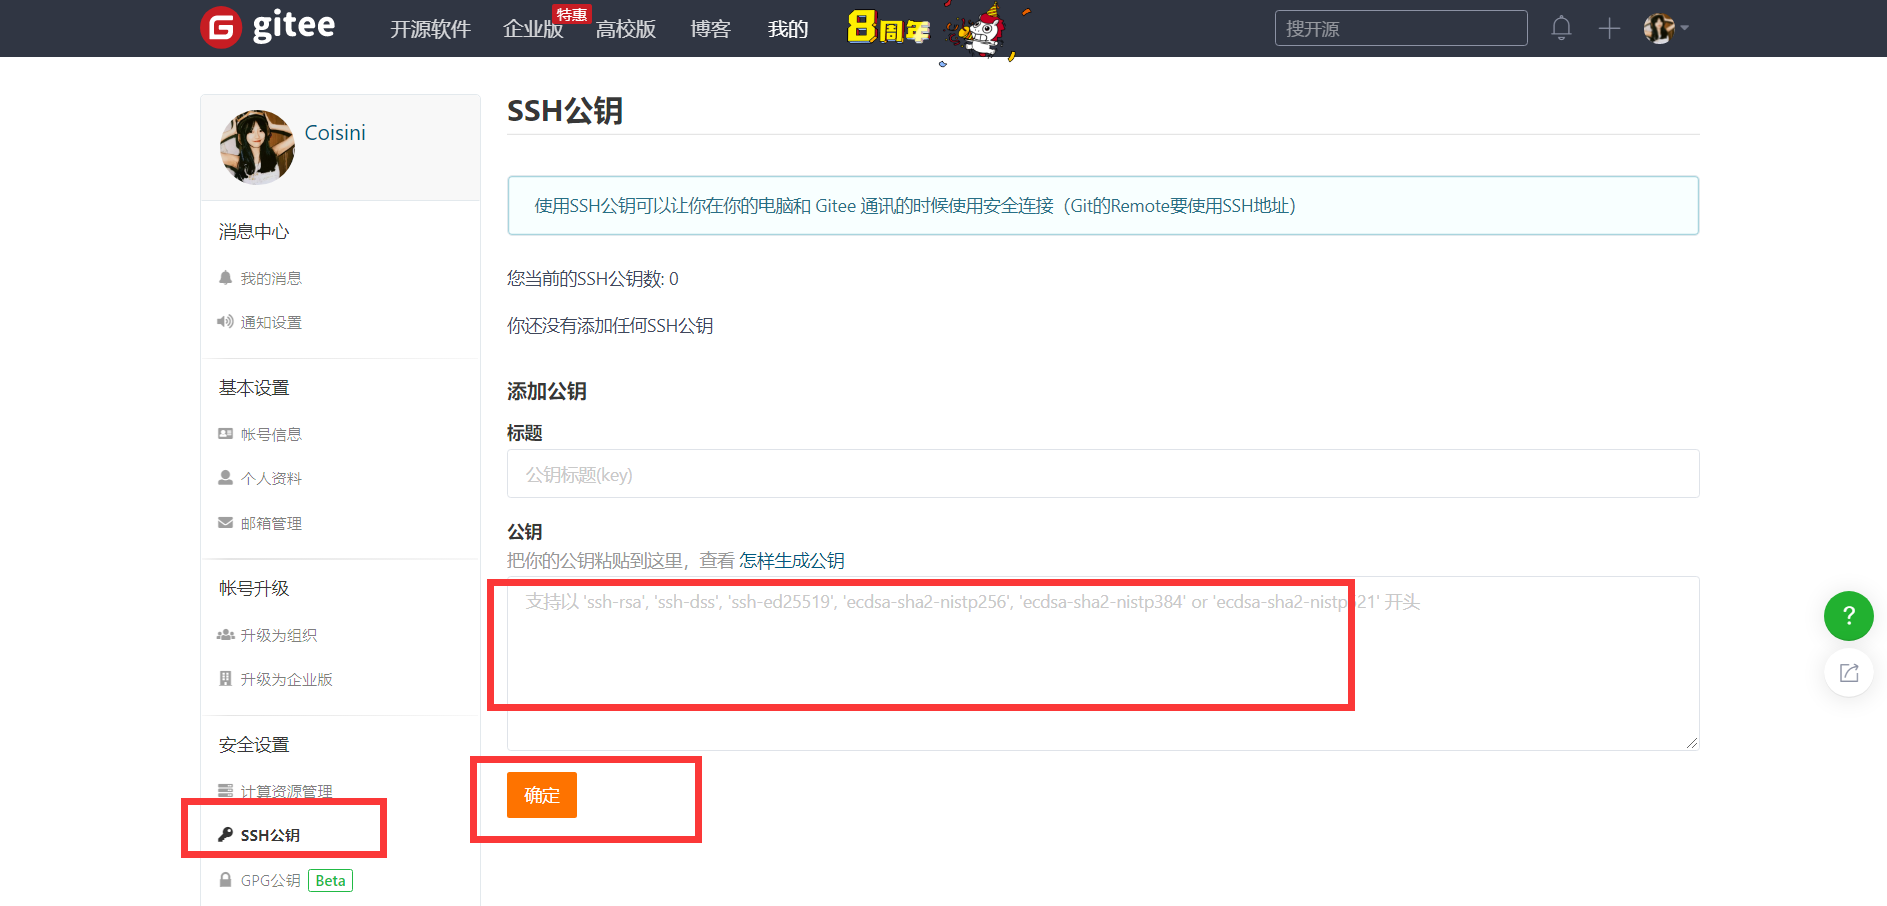 gitee
开源软件
企业版
特惠
高校版
博客
我的
8周年
搜开源
Coisini
消息中心
我的消息
通知设置
基本设置
帐号信息
个人资料
邮箱管理
帐号升级
升级为组织
升级为企业版
安全设置
计算资源管理
SSH公钥
GPG公钥 Beta
SSH公钥
使用SSH公钥可以让你在你的电脑和 Gitee 通讯的时候使用安全连接（Git的Remote要使用SSH地址）
您当前的SSH公钥数: 0
你还没有添加任何SSH公钥
添加公钥
标题
公钥标题(key)
公钥
把你的公钥粘贴到这里，查看 怎样生成公钥
支持以 'ssh-rsa', 'ssh-dss', 'ssh-ed25519', 'ecdsa-sha2-nistp256', 'ecdsa-sha2-nistp384' or 'ecdsa-sha2-nistp521' 开头
确定
?